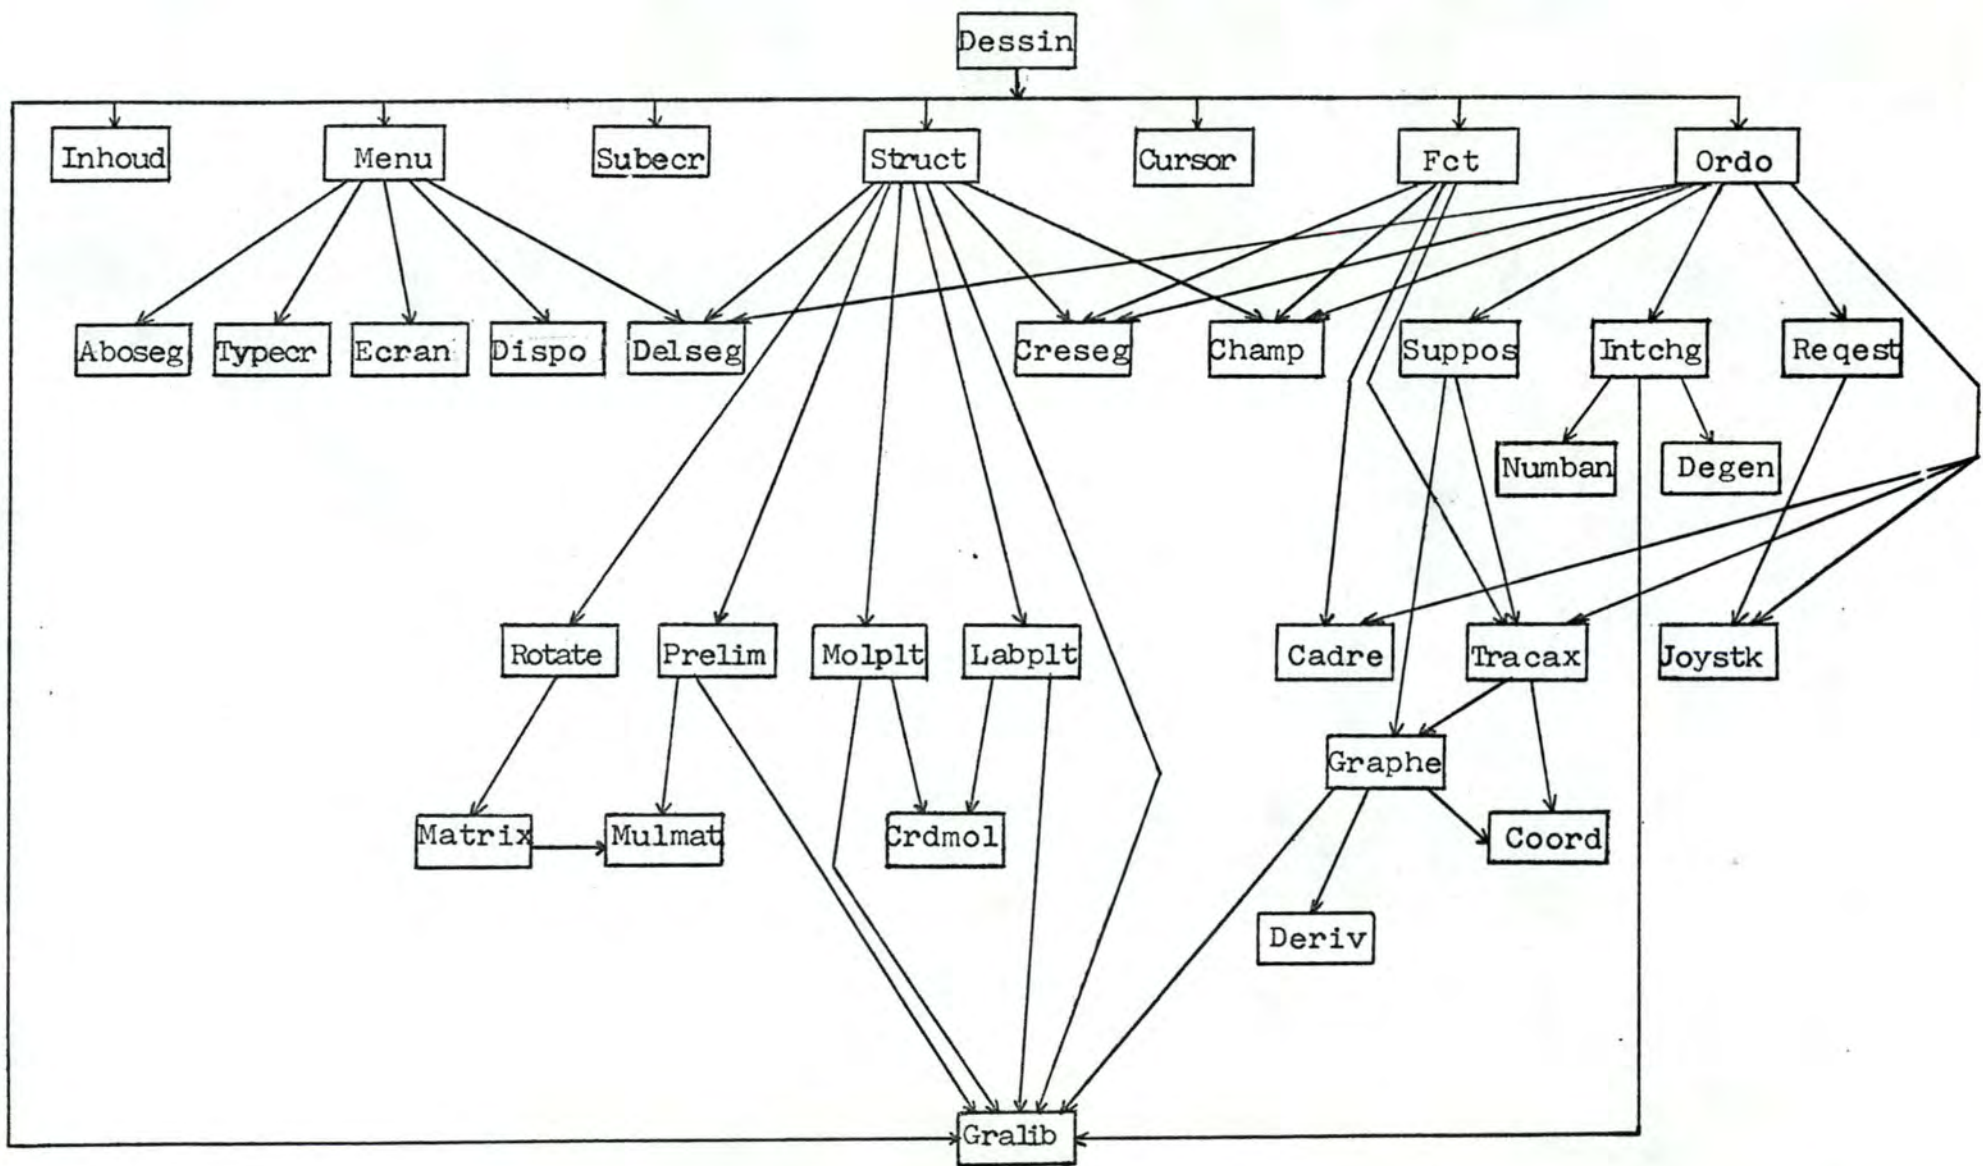 Dessin
Inhoud
Menu
Subecr
Struct
Cursor
Fct
Ordo
Aboseg
Typecr
Ecran
Dispo
Delseg
Creseg
Champ
Suppos
Intchg
Reqest
Numban
Degen
Rotate
Prelim
Molplt
Labplt
Cadre
Tracax
Joystk
Graphe
Matrix
Mulmat
Crdmol
Coord
Deriv
Gralib